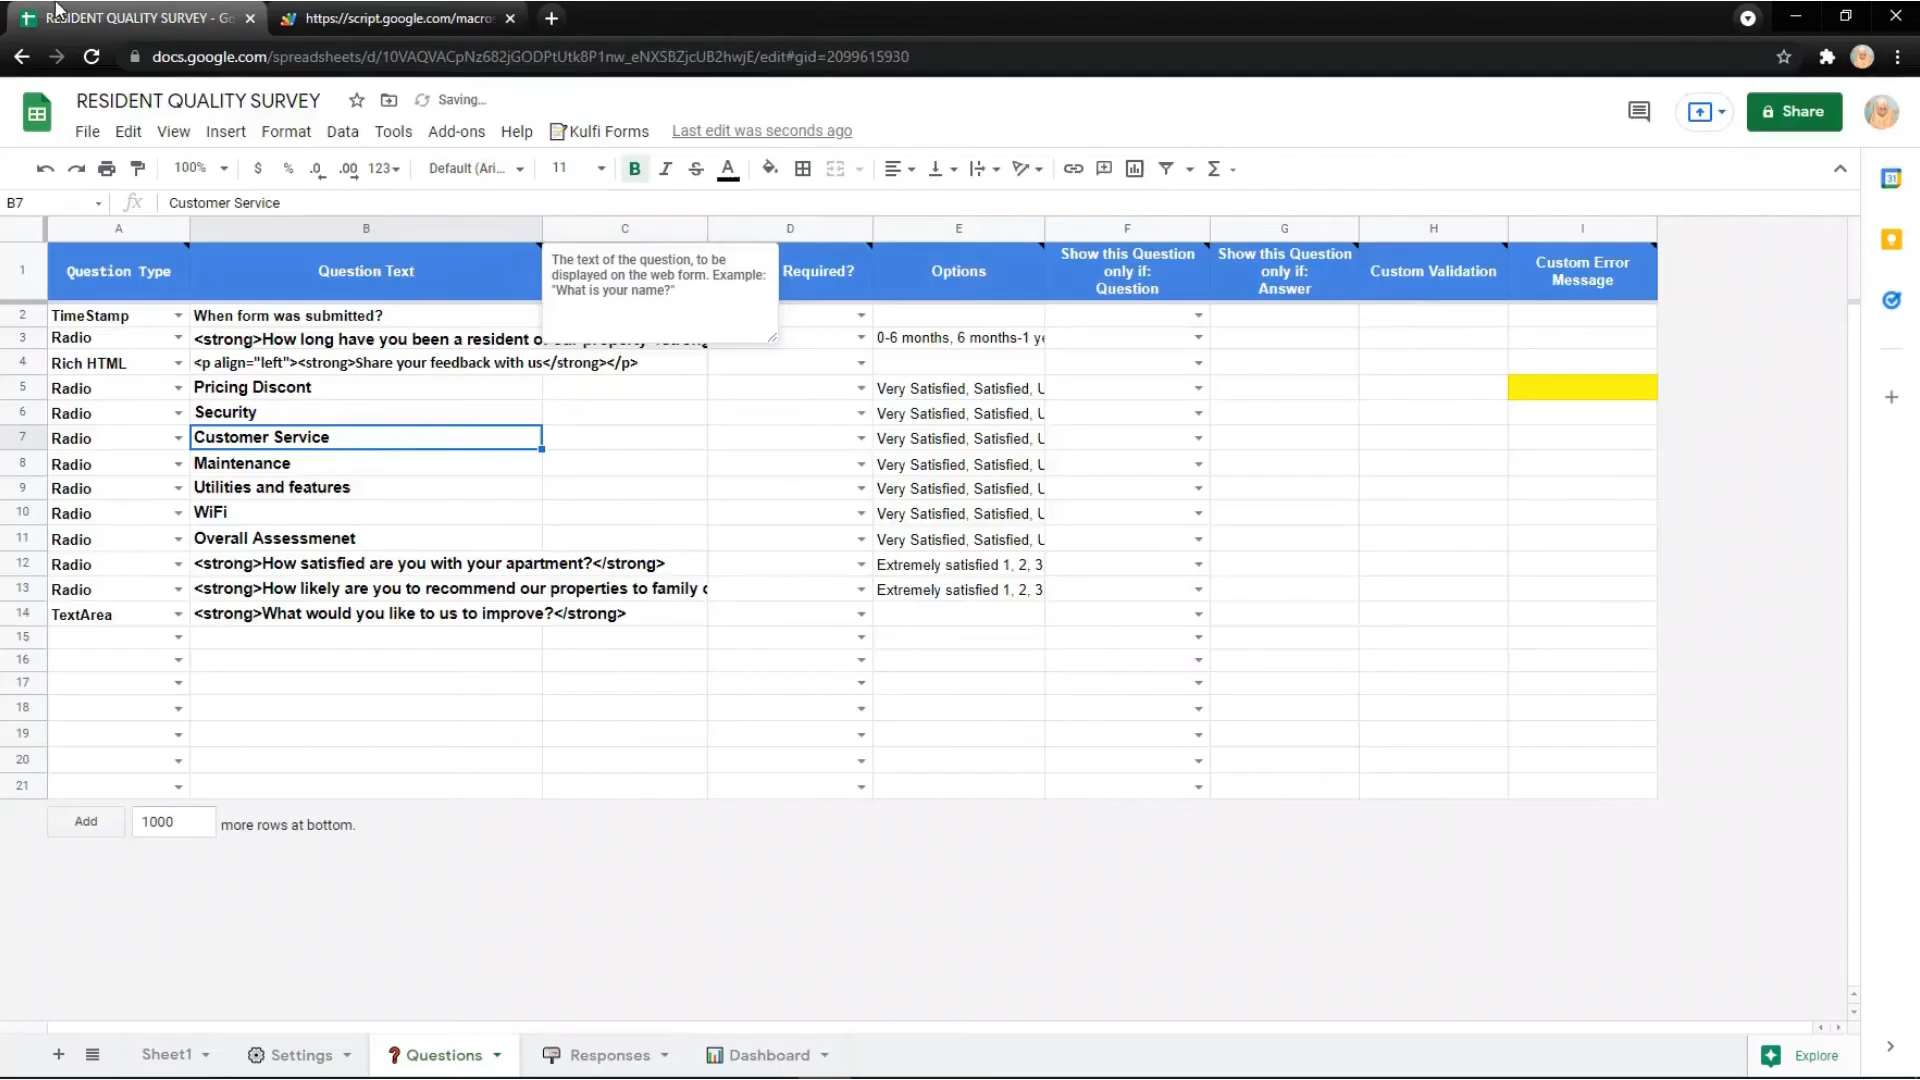 RESIDENT QUALITY SURVEY - Go
https://script.google.com/macros
docs.google.com/spreadsheets/d/10VAQVACpNz682jGODPtUtk8P1nw_eNXSBZjcUB2hwjE/edit#gid=2099615930
RESIDENT QUALITY SURVEY
Saving...
Share
File Edit View Insert Format Data Tools Add-ons Help Kulfi Forms Last edit was seconds ago
100% $ % .0 .00 123 Default (Ari... 11 B I S A Σ
31
B7 fx Customer Service
A B C D E F G H I
1 Question Type Question Text Required? Options Show this Question only if: Question Show this Question only if: Answer Custom Validation Custom Error Message
The text of the question, to be
displayed on the web form. Example:
"What is your name?"
2 TimeStamp When form was submitted?
3 Radio <strong>How long have you been a resident 0-6 months, 6 months-1 ye
4 Rich HTML <p align="left"><strong>Share your feedback with us</strong></p>
5 Radio Pricing Discont Very Satisfied, Satisfied, U
6 Radio Security Very Satisfied, Satisfied, U
7 Radio Customer Service Very Satisfied, Satisfied, U
8 Radio Maintenance Very Satisfied, Satisfied, U
9 Radio Utilities and features Very Satisfied, Satisfied, U
10 Radio WiFi Very Satisfied, Satisfied, U
11 Radio Overall Assessmenet Very Satisfied, Satisfied, U
12 Radio <strong>How satisfied are you with your apartment?</strong> Extremely satisfied 1, 2, 3
13 Radio <strong>How likely are you to recommend our properties to family o Extremely satisfied 1, 2, 3
14 TextArea <strong>What would you like to us to improve?</strong>
15
16
17
18
19
20
21
Add 1000 more rows at bottom.
Sheet1 Settings Questions Responses Dashboard Explore